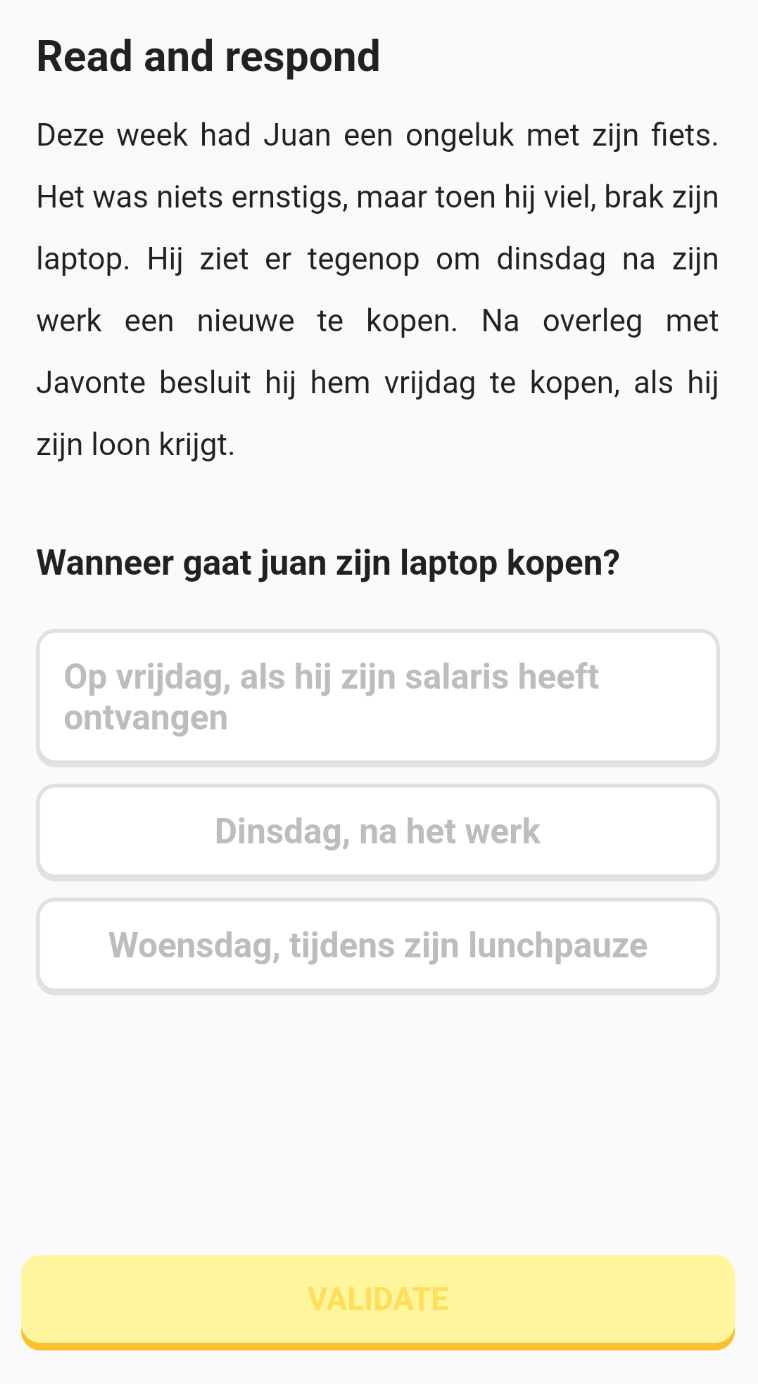 Read and respond
Deze week had Juan een ongeluk met zijn fiets.
Het was niets ernstigs, maar toen hij viel, brak zijn
laptop. Hij ziet er tegenop om dinsdag na zijn
werk een nieuwe te kopen. Na overleg met
Javonte besluit hij hem vrijdag te kopen, als hij
zijn loon krijgt.
Wanneer gaat juan zijn laptop kopen?
Op vrijdag, als hij zijn salaris heeft
ontvangen
Dinsdag, na het werk
Woensdag, tijdens zijn lunchpauze
VALIDATE